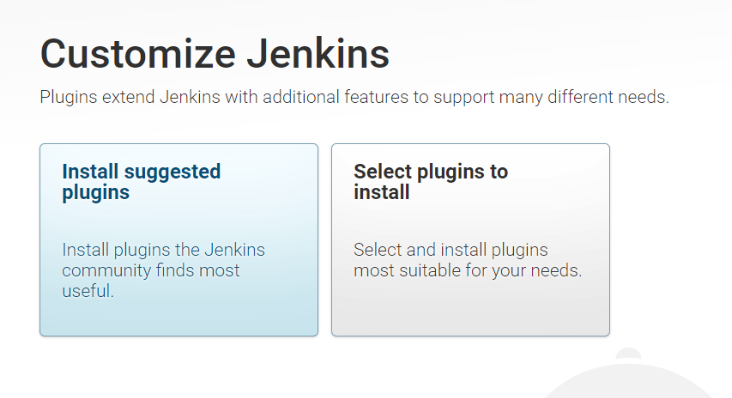 Customize Jenkins
Plugins extend Jenkins with additional features to support many different needs.
Install suggested
plugins
Install plugins the Jenkins
community finds most
useful.
Select plugins to
install
Select and install plugins
most suitable for your needs.